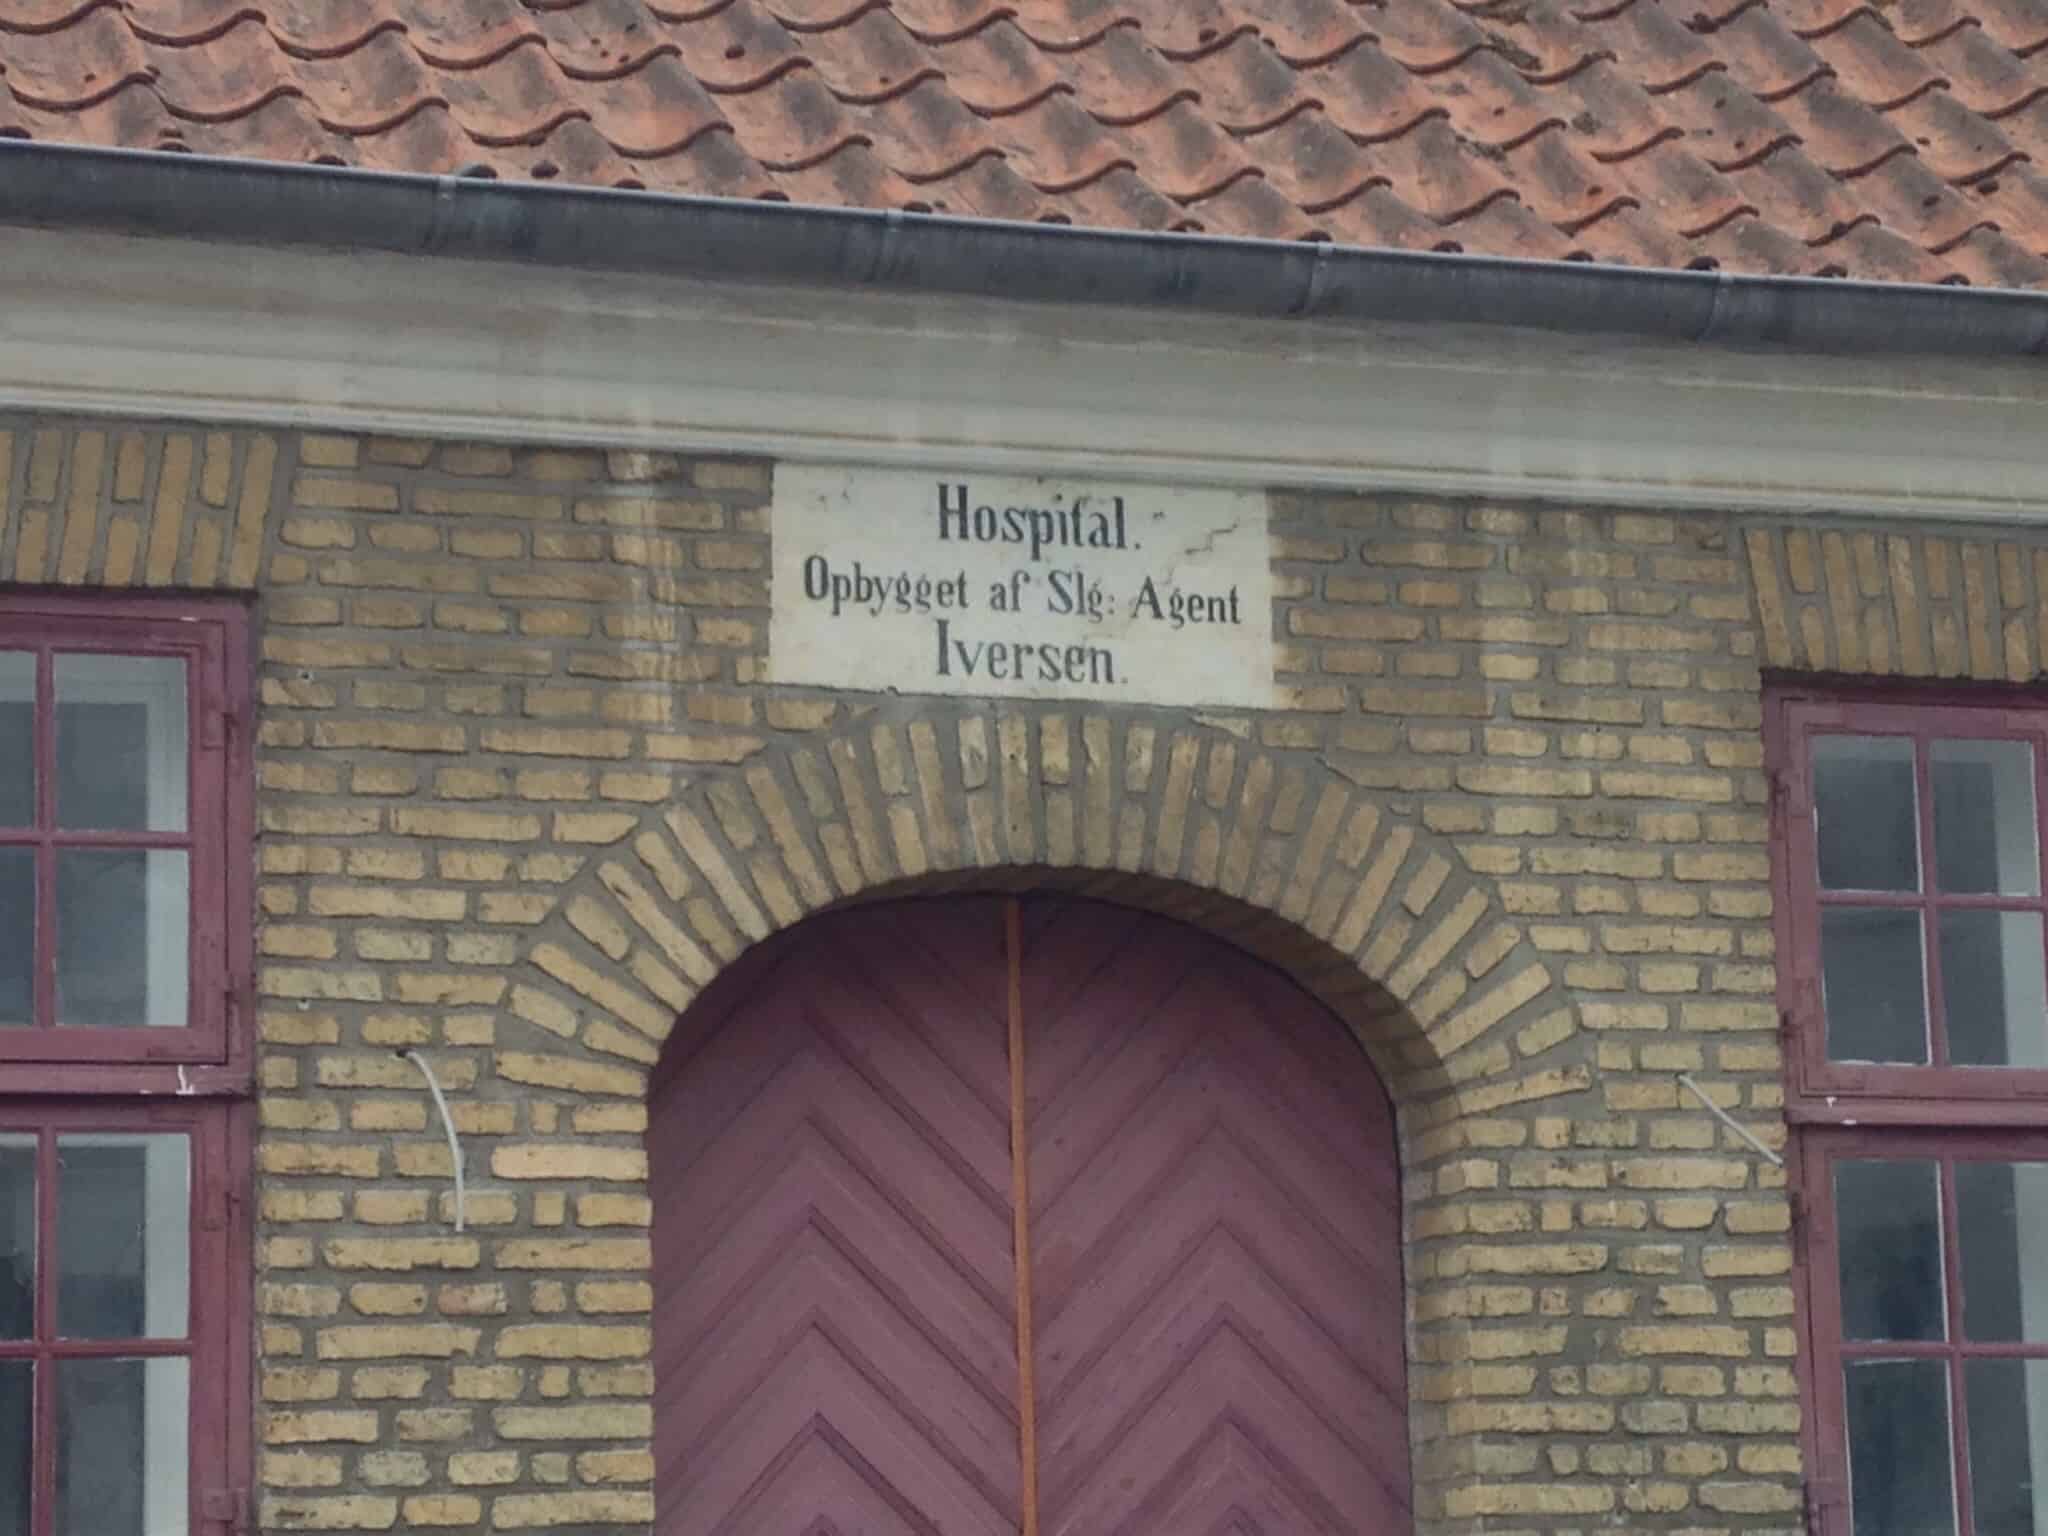 Hospital.
Opbygget af Slg: Agent
Iversen.